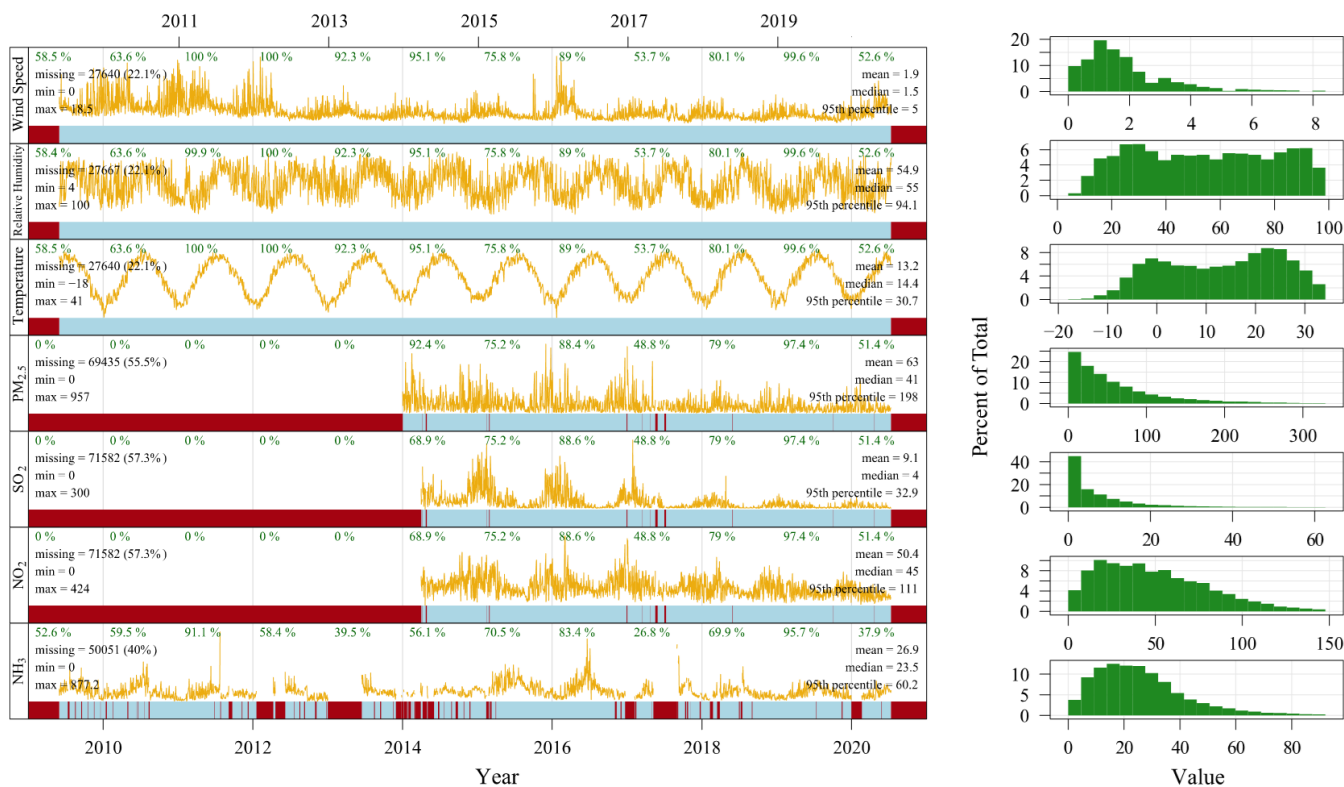 2011 2013 2015 2017 2019
Wind Speed
58.5 % 63.6 % 100 % 100 % 92.3 % 95.1 % 75.8 % 89 % 53.7 % 80.1 % 99.6 % 52.6 %
missing = 27640 (22.1%)
min = 0
max = 18.5
mean = 1.9
median = 1.5
95th percentile = 5
Relative Humidity
58.4 % 63.6 % 99.9 % 100 % 92.3 % 95.1 % 75.8 % 89 % 53.7 % 80.1 % 99.6 % 52.6 %
missing = 27667 (22.1%)
min = 4
max = 100
mean = 54.9
median = 55
95th percentile = 94.1
Temperature
58.5 % 63.6 % 100 % 100 % 92.3 % 95.1 % 75.8 % 89 % 53.7 % 80.1 % 99.6 % 52.6 %
missing = 27640 (22.1%)
min = −18
max = 41
mean = 13.2
median = 14.4
95th percentile = 30.7
PM2.5
0 % 0 % 0 % 0 % 0 % 92.4 % 75.2 % 88.4 % 48.8 % 79 % 97.4 % 51.4 %
missing = 69435 (55.5%)
min = 0
max = 957
mean = 63
median = 41
95th percentile = 198
SO2
0 % 0 % 0 % 0 % 0 % 68.9 % 75.2 % 88.6 % 48.8 % 79 % 97.4 % 51.4 %
missing = 71582 (57.3%)
min = 0
max = 300
mean = 9.1
median = 4
95th percentile = 32.9
NO2
0 % 0 % 0 % 0 % 0 % 68.9 % 75.2 % 88.6 % 48.8 % 79 % 97.4 % 51.4 %
missing = 71582 (57.3%)
min = 0
max = 424
mean = 50.4
median = 45
95th percentile = 111
NH3
52.6 % 59.5 % 91.1 % 58.4 % 39.5 % 56.1 % 70.5 % 83.4 % 26.8 % 69.9 % 95.7 % 37.9 %
missing = 50051 (40%)
min = 0
max = 877.2
mean = 26.9
median = 23.5
95th percentile = 60.2
2010 2012 2014 2016 2018 2020
Year
Percent of Total
20
15
10
5
0
0 2 4 6 8
6
4
2
0
0 20 40 60 80 100
8
4
0
−20 −10 0 10 20 30
20
10
0
0 100 200 300
40
20
0
0 20 40 60
8
4
0
0 50 100 150
10
5
0
0 20 40 60 80
Value